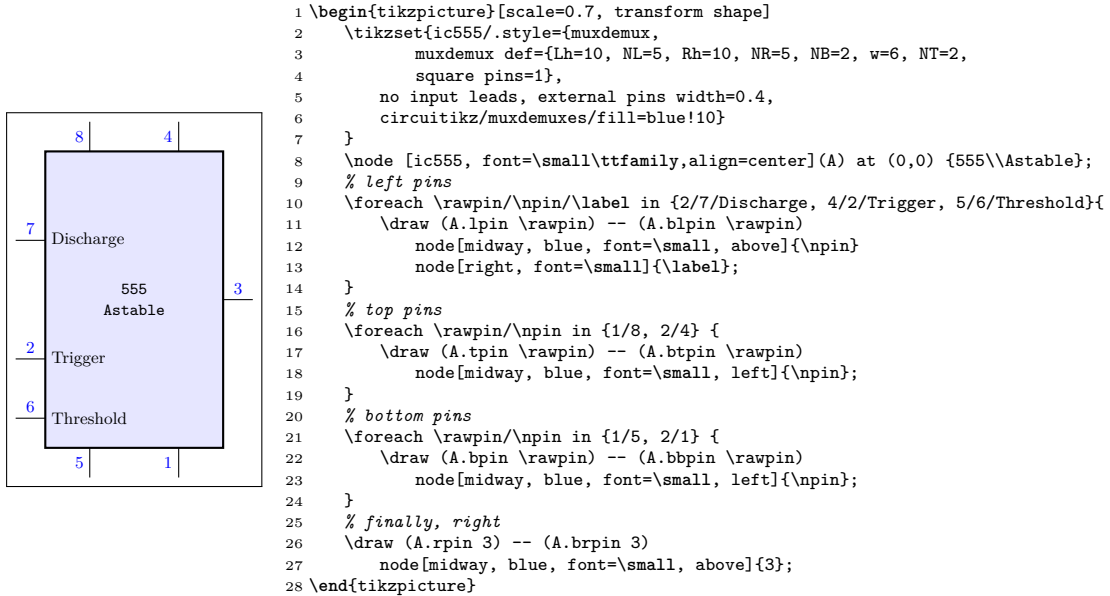 8 4
7
Discharge
555
Astable
3
2
Trigger
6
Threshold
5 1
1 \begin{tikzpicture}[scale=0.7, transform shape]
2 \tikzset{ic555/.style={muxdemux,
3 muxdemux def={Lh=10, NL=5, Rh=10, NR=5, NB=2, w=6, NT=2,
4 square pins=1},
5 no input leads, external pins width=0.4,
6 circuitikz/muxdemuxes/fill=blue!10}
7 }
8 \node [ic555, font=\small\ttfamily,align=center](A) at (0,0) {555\\Astable};
9 % left pins
10 \foreach \rawpin/\npin/\label in {2/7/Discharge, 4/2/Trigger, 5/6/Threshold}{
11 \draw (A.lpin \rawpin) -- (A.blpin \rawpin)
12 node[midway, blue, font=\small, above]{\npin}
13 node[right, font=\small]{\label};
14 }
15 % top pins
16 \foreach \rawpin/\npin in {1/8, 2/4} {
17 \draw (A.tpin \rawpin) -- (A.btpin \rawpin)
18 node[midway, blue, font=\small, left]{\npin};
19 }
20 % bottom pins
21 \foreach \rawpin/\npin in {1/5, 2/1} {
22 \draw (A.bpin \rawpin) -- (A.bbpin \rawpin)
23 node[midway, blue, font=\small, left]{\npin};
24 }
25 % finally, right
26 \draw (A.rpin 3) -- (A.brpin 3)
27 node[midway, blue, font=\small, above]{3};
28 \end{tikzpicture}